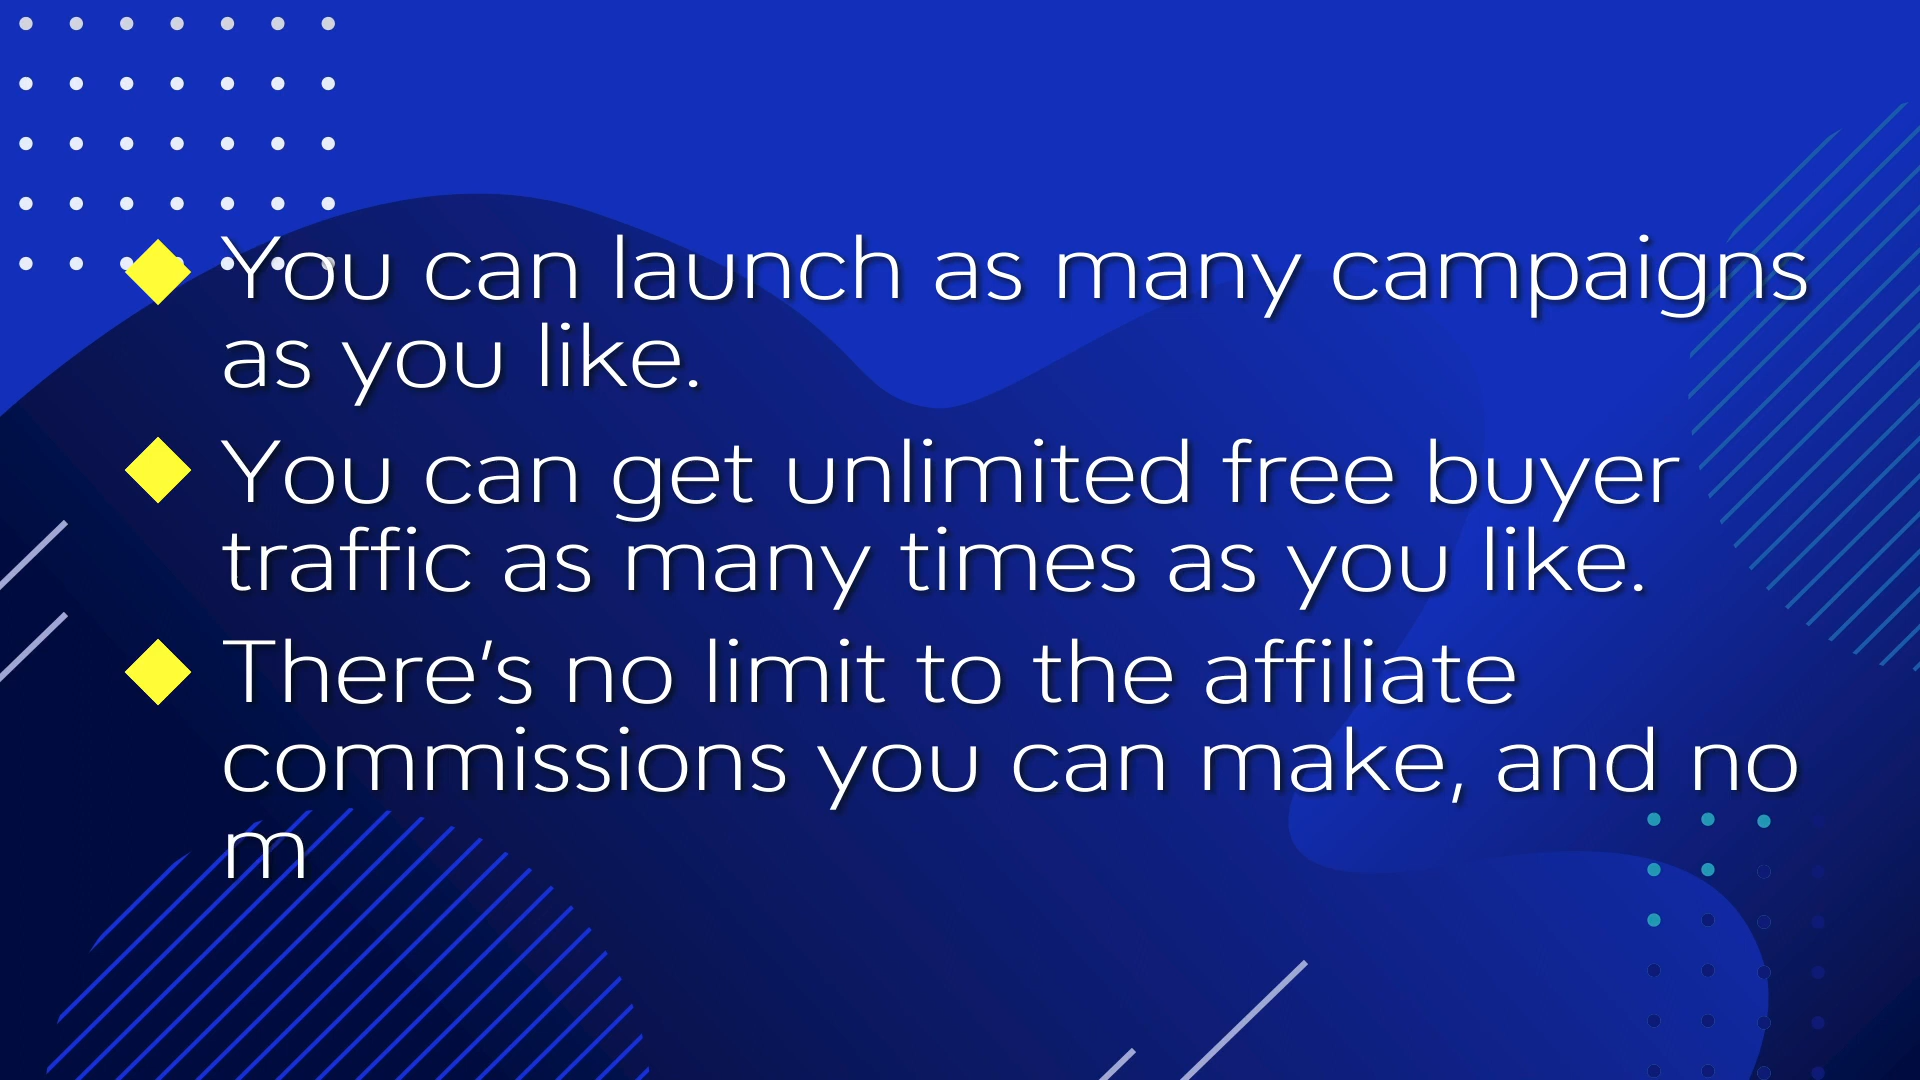 You can launch as many campaigns
as you like.
You can get unlimited free buyer
traffic as many times as you like.
There’s no limit to the affiliate
commissions you can make, and no
m